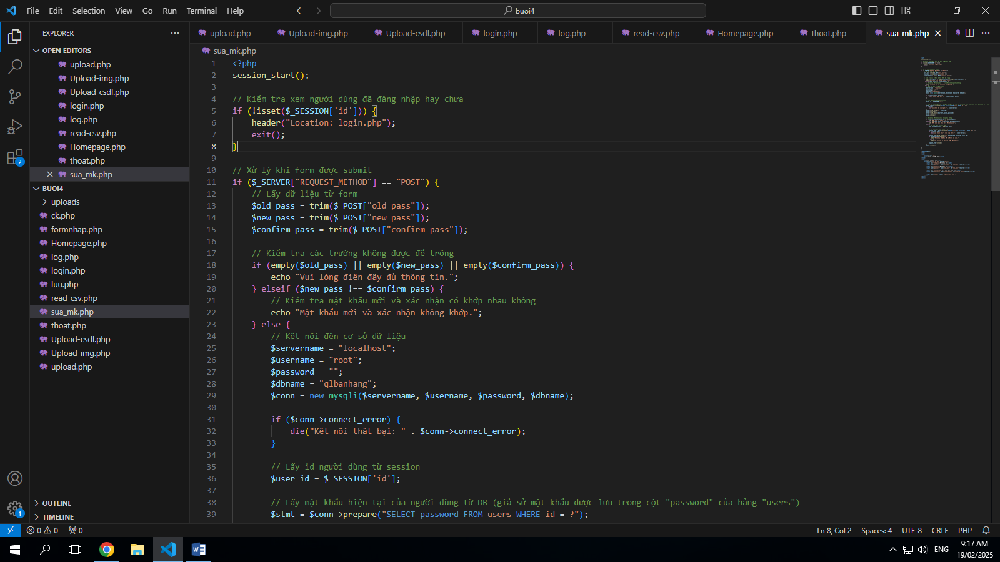 File Edit Selection View Go Run Terminal Help
buoi4
EXPLORER
OPEN EDITORS
upload.php
Upload-img.php
Upload-csdl.php
login.php
log.php
read-csv.php
Homepage.php
thoat.php
sua_mk.php
BUOI4
uploads
ck.php
formnhap.php
Homepage.php
log.php
login.php
luu.php
read-csv.php
sua_mk.php
thoat.php
Upload-csdl.php
Upload-img.php
upload.php
OUTLINE
TIMELINE
2
1
upload.php Upload-img.php Upload-csdl.php login.php log.php read-csv.php Homepage.php thoat.php sua_mk.php
sua_mk.php
1 <?php
2 session_start();
3
4 // Kiểm tra xem người dùng đã đăng nhập hay chưa
5 if (!isset($_SESSION['id'])) {
6 header("Location: login.php");
7 exit();
8 }
9
10 // Xử lý khi form được submit
11 if ($_SERVER["REQUEST_METHOD"] == "POST") {
12 // Lấy dữ liệu từ form
13 $old_pass = trim($_POST["old_pass"]);
14 $new_pass = trim($_POST["new_pass"]);
15 $confirm_pass = trim($_POST["confirm_pass"]);
16
17 // Kiểm tra các trường không được để trống
18 if (empty($old_pass) || empty($new_pass) || empty($confirm_pass)) {
19 echo "Vui lòng điền đầy đủ thông tin.";
20 } elseif ($new_pass !== $confirm_pass) {
21 // Kiểm tra mật khẩu mới và xác nhận có khớp nhau không
22 echo "Mật khẩu mới và xác nhận không khớp.";
23 } else {
24 // Kết nối đến cơ sở dữ liệu
25 $servername = "localhost";
26 $username = "root";
27 $password = "";
28 $dbname = "qlbanhang";
29 $conn = new mysqli($servername, $username, $password, $dbname);
30
31 if ($conn->connect_error) {
32 die("Kết nối thất bại: " . $conn->connect_error);
33 }
34
35 // Lấy id người dùng từ session
36 $user_id = $_SESSION['id'];
37
38 // Lấy mật khẩu hiện tại của người dùng từ DB (giả sử mật khẩu được lưu trong cột "password" của bảng "users")
39 $stmt = $conn->prepare("SELECT password FROM users WHERE id = ?");
0 0 0
Ln 8, Col 2 Spaces: 4 UTF-8 CRLF PHP
ENG
9:17 AM
19/02/2025